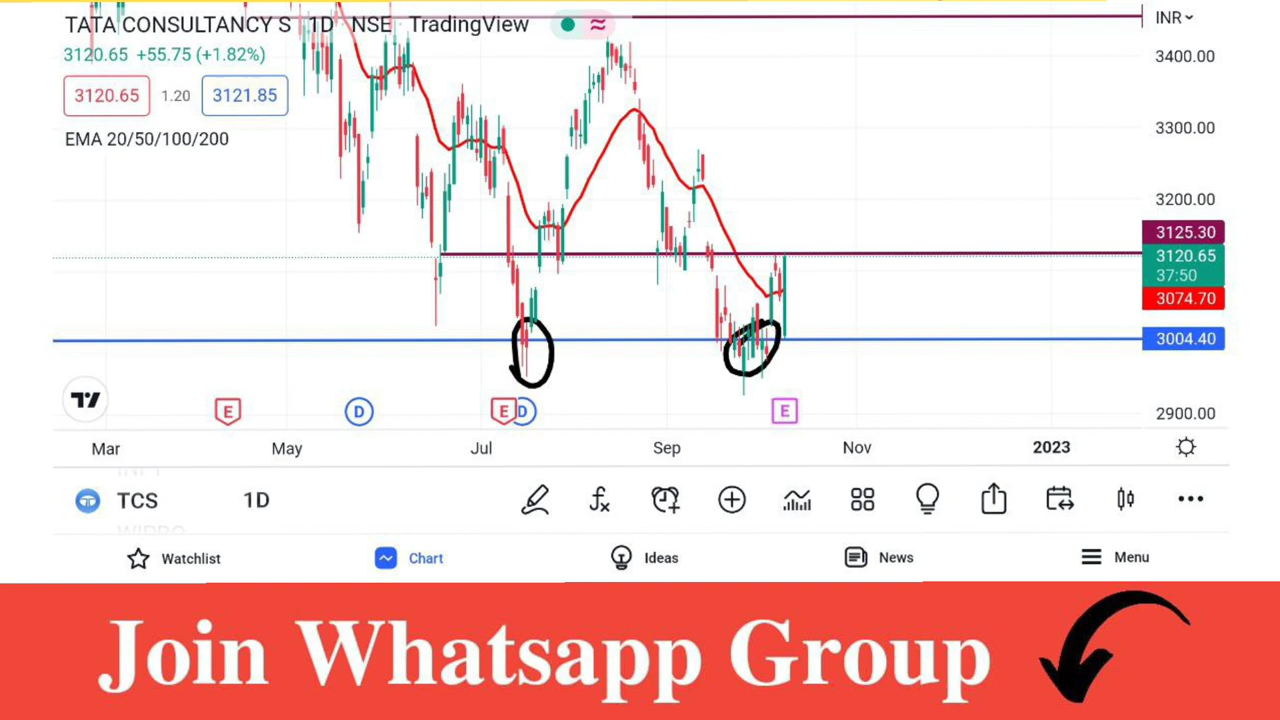 TATA CONSULTANCY S 1D NSE TradingView
INR
3120.65 +55.75 (+1.82%)
3400.00
3120.65 1.20 3121.85
EMA 20/50/100/200
3300.00
3200.00
3125.30
3120.65
37:50
3074.70
3004.40
E D E D E
2900.00
Mar May Jul Sep Nov 2023
TCS 1D
Watchlist Chart Ideas News Menu
Join Whatsapp Group